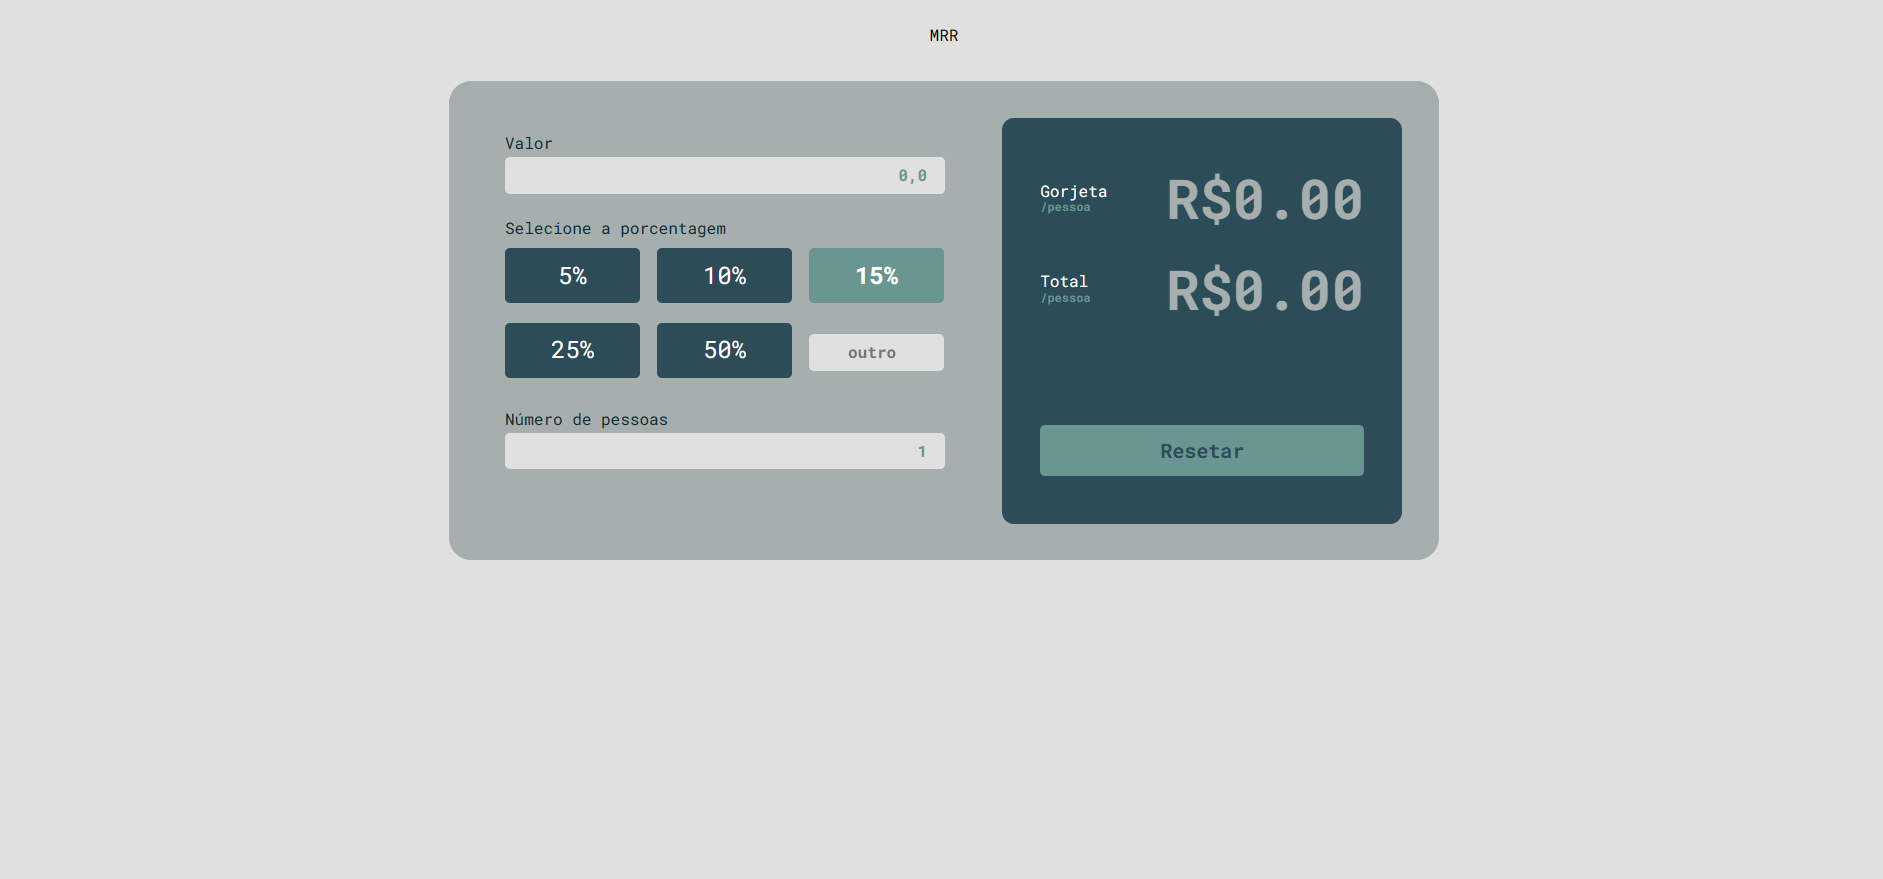 MRR
Valor
0,0
Selecione a porcentagem
5% 10% 15%
25% 50% outro
Número de pessoas
1
Gorjeta
/pessoa
R$0.00
Total
/pessoa
R$0.00
Resetar